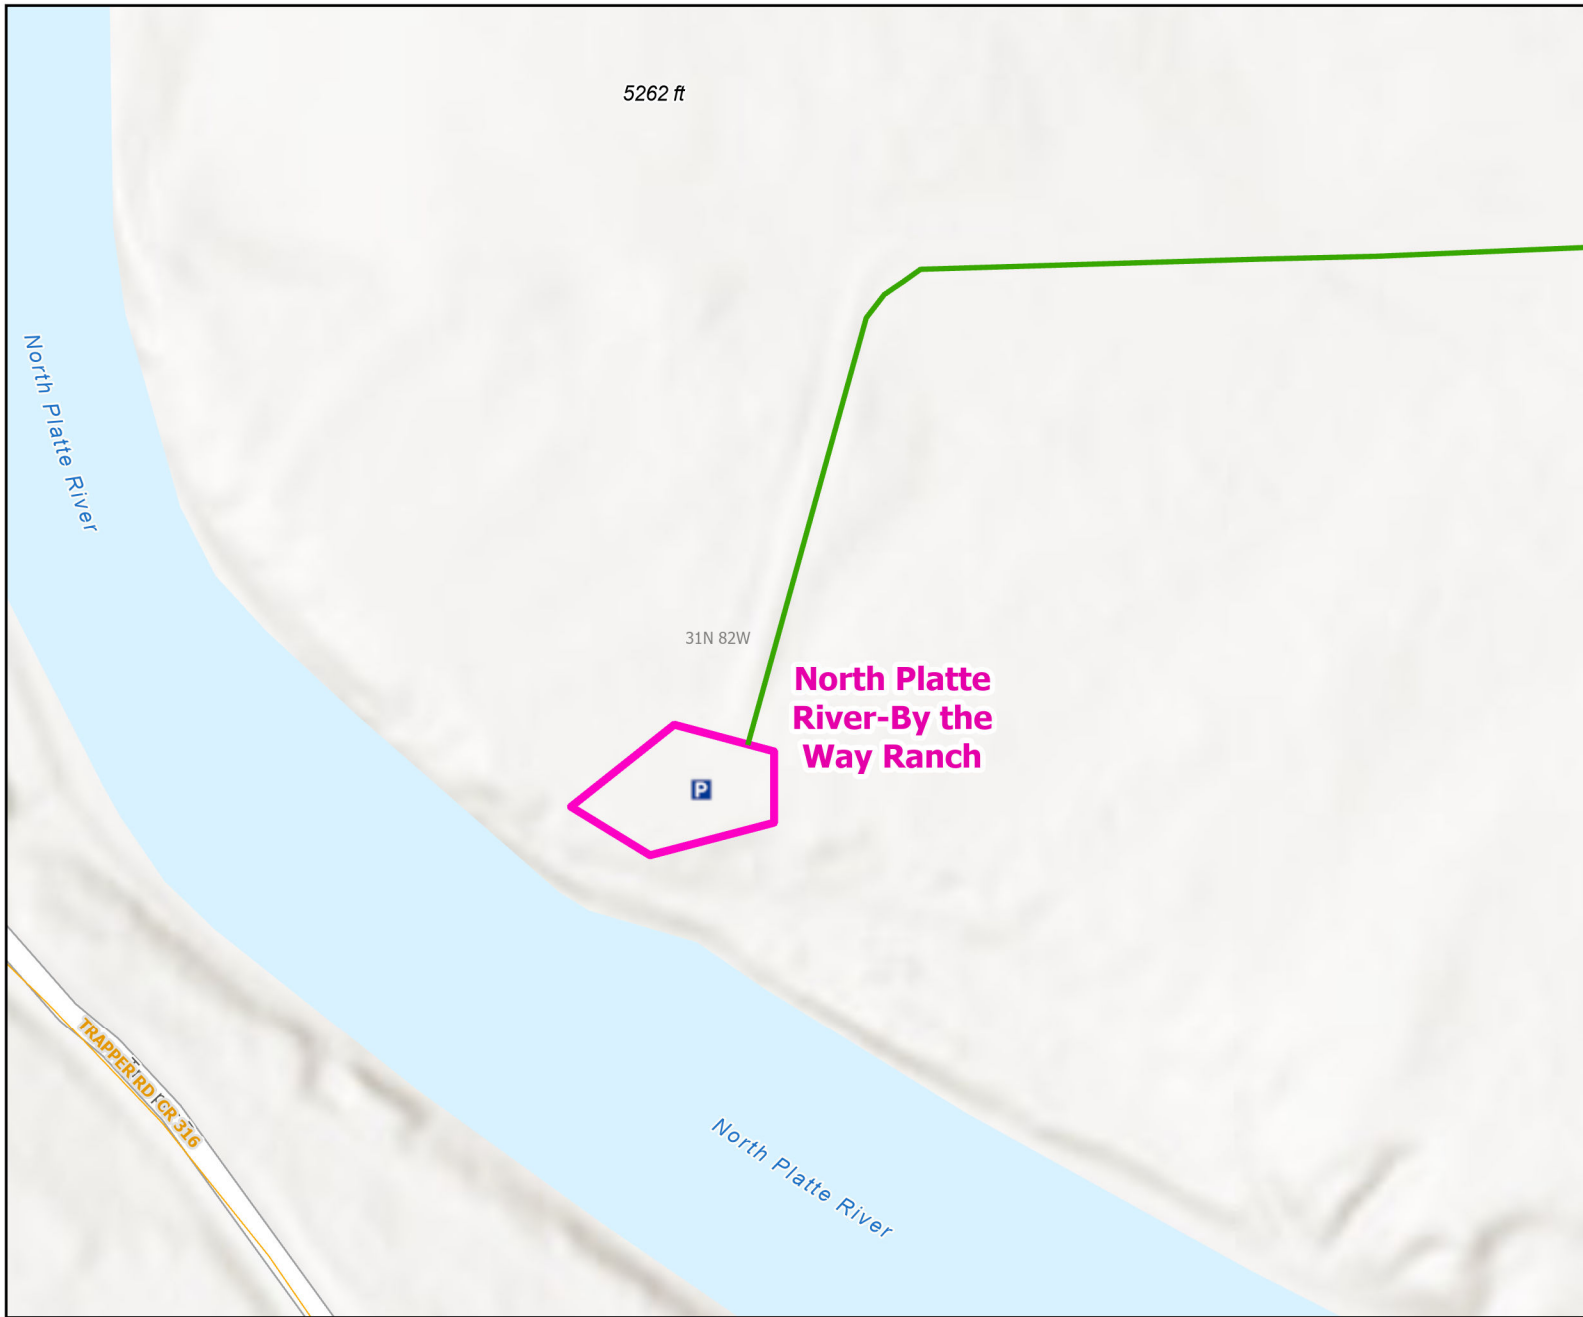 5262 ft
North Platte River
31N 82W
North Platte
River-By the
Way Ranch
P
TRAPPER RD CR 316
North Platte River